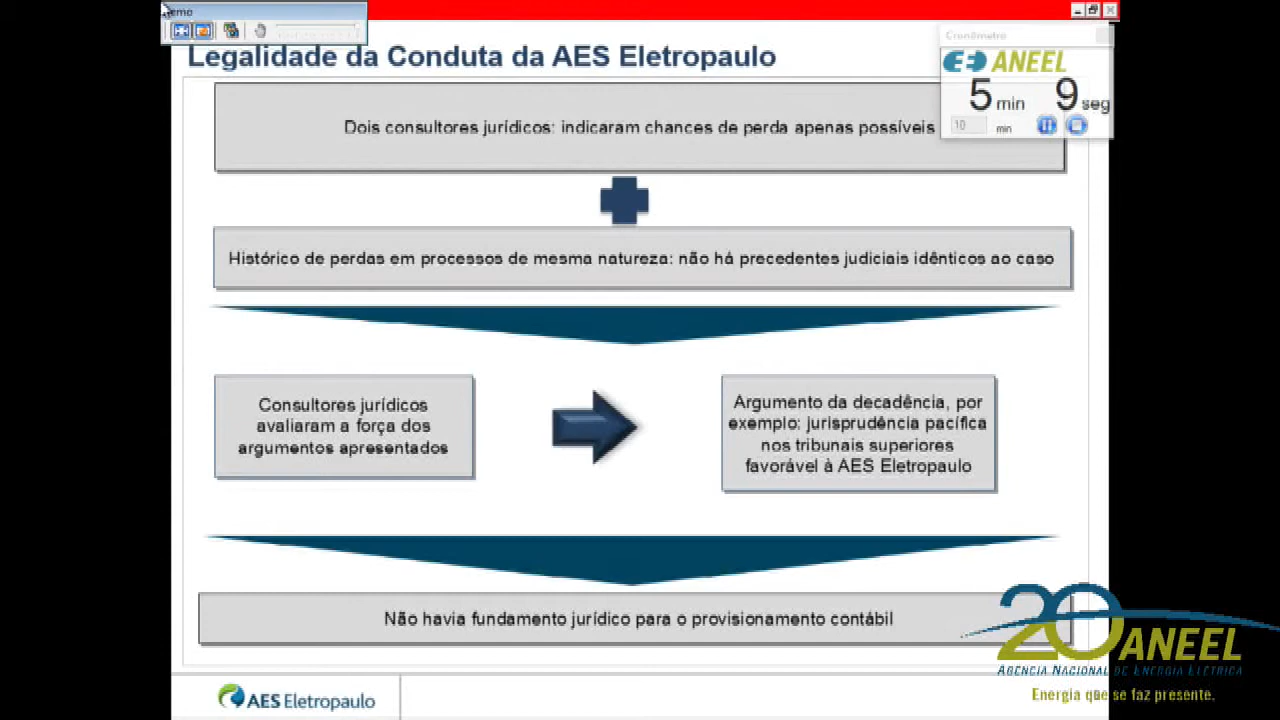 emo
Legalidade da Conduta da AES Eletropaulo
Cronômetro
ANEEL
5 min 9 seg
10 min
Dois consultores jurídicos: indicaram chances de perda apenas possíveis
Histórico de perdas em processos de mesma natureza: não há precedentes judiciais idênticos ao caso
Consultores jurídicos
avaliaram a força dos
argumentos apresentados
Argumento da decadência, por
exemplo: jurisprudência pacífica
nos tribunais superiores
favorável à AES Eletropaulo
Não havia fundamento jurídico para o provisionamento contábil
AES Eletropaulo
20 ANEEL
AGÊNCIA NACIONAL DE ENERGIA ELÉTRICA
Energia que se faz presente.